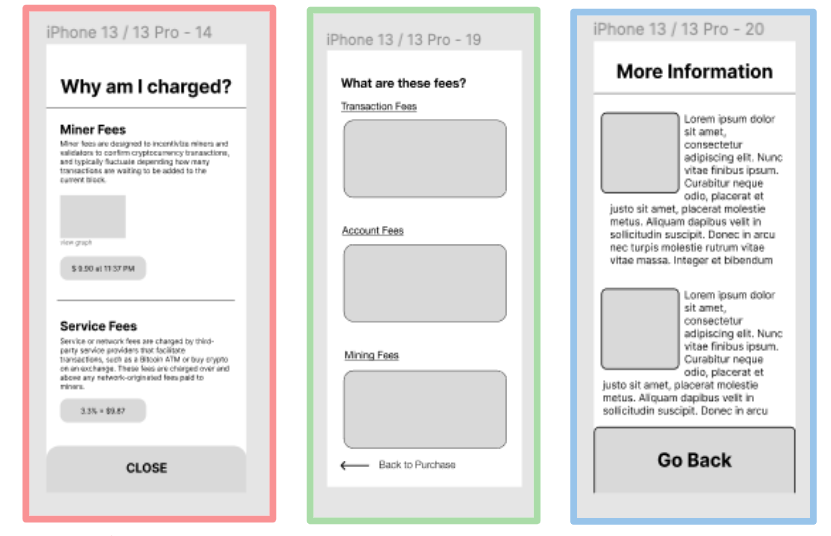 iPhone 13 / 13 Pro - 14
Why am I charged?
Miner Fees
Miner fees are designed to incentivize miners and
validators to confirm cryptocurrency transactions,
and typically fluctuate depending how many
transactions are waiting to be added to the
current block.
view graph
$ 9.90 at 11:57 PM
Service Fees
Service or network fees are charged by third-
party service providers that facilitate
transactions, such as a Bitcoin ATM or buy crypto
on an exchange. These fees are charged over and
above any network-originated fees paid to
miners.
3.3% = $9.87
CLOSE
iPhone 13 / 13 Pro - 19
What are these fees?
Transaction Fees
Account Fees
Mining Fees
Back to Purchase
iPhone 13 / 13 Pro - 20
More Information
Lorem ipsum dolor
sit amet,
consectetur
adipiscing elit. Nunc
vitae finibus ipsum.
Curabitur neque
odio, placerat et
justo sit amet, placerat molestie
metus. Aliquam dapibus velit in
sollicitudin suscipit. Donec in arcu
nec turpis molestie rutrum vitae
vitae massa. Integer et bibendum
Lorem ipsum dolor
sit amet,
consectetur
adipiscing elit. Nunc
vitae finibus ipsum.
Curabitur neque
odio, placerat et
justo sit amet, placerat molestie
metus. Aliquam dapibus velit in
sollicitudin suscipit. Donec in arcu
Go Back